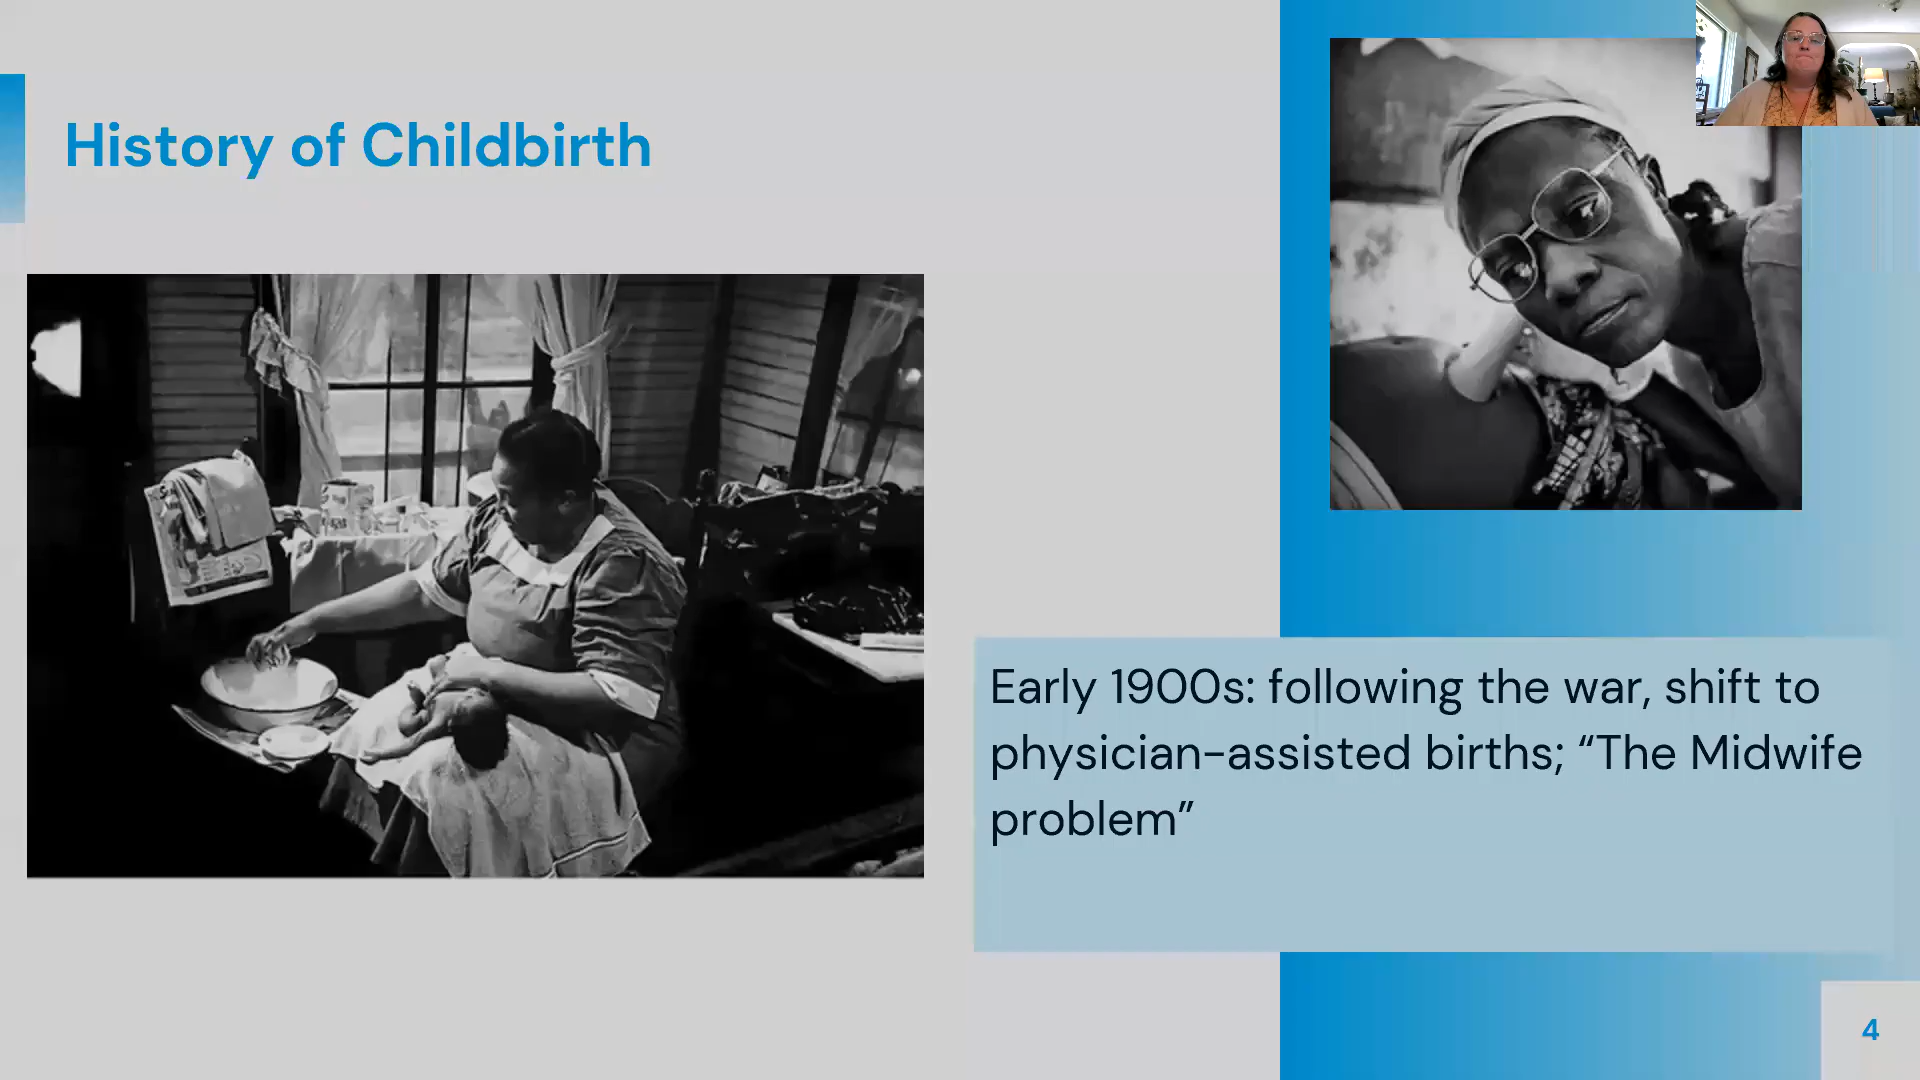 History of Childbirth
Early 1900s: following the war, shift to
physician-assisted births; “The Midwife
problem”
4